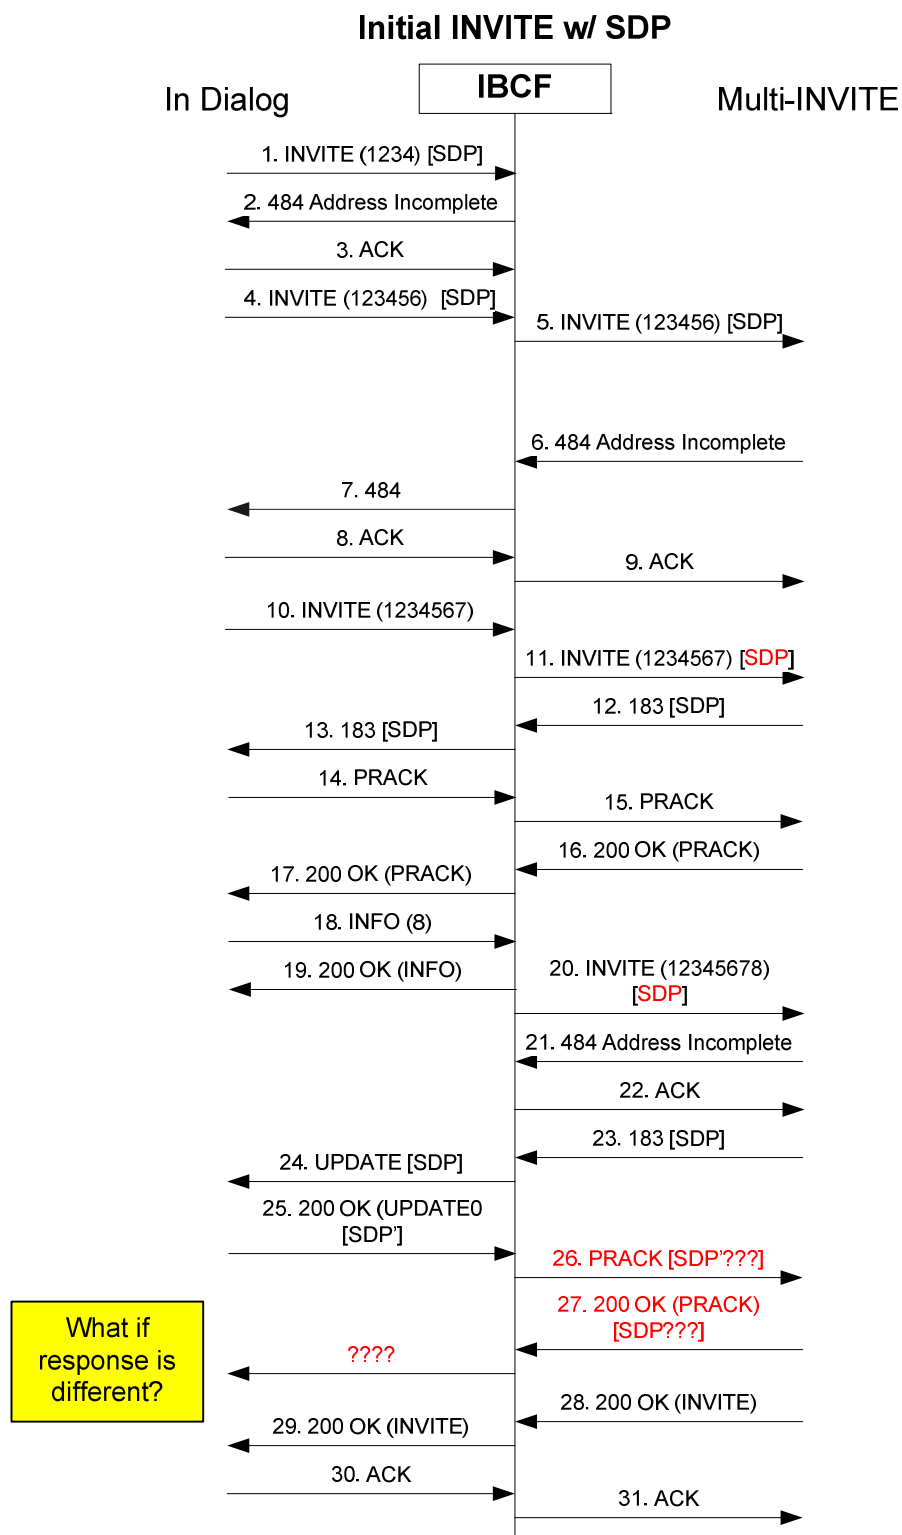 Initial INVITE w/ SDP
In Dialog
IBCF
Multi-INVITE
1. INVITE (1234) [SDP]
2. 484 Address Incomplete
3. ACK
4. INVITE (123456) [SDP]
5. INVITE (123456) [SDP]
6. 484 Address Incomplete
7. 484
8. ACK
9. ACK
10. INVITE (1234567)
11. INVITE (1234567) [SDP]
12. 183 [SDP]
13. 183 [SDP]
14. PRACK
15. PRACK
16. 200 OK (PRACK)
17. 200 OK (PRACK)
18. INFO (8)
19. 200 OK (INFO)
20. INVITE (12345678)
[SDP]
21. 484 Address Incomplete
22. ACK
23. 183 [SDP]
24. UPDATE [SDP]
25. 200 OK (UPDATE0
[SDP']
26. PRACK [SDP'???]
27. 200 OK (PRACK)
[SDP???]
What if
response is
different?
????
28. 200 OK (INVITE)
29. 200 OK (INVITE)
30. ACK
31. ACK